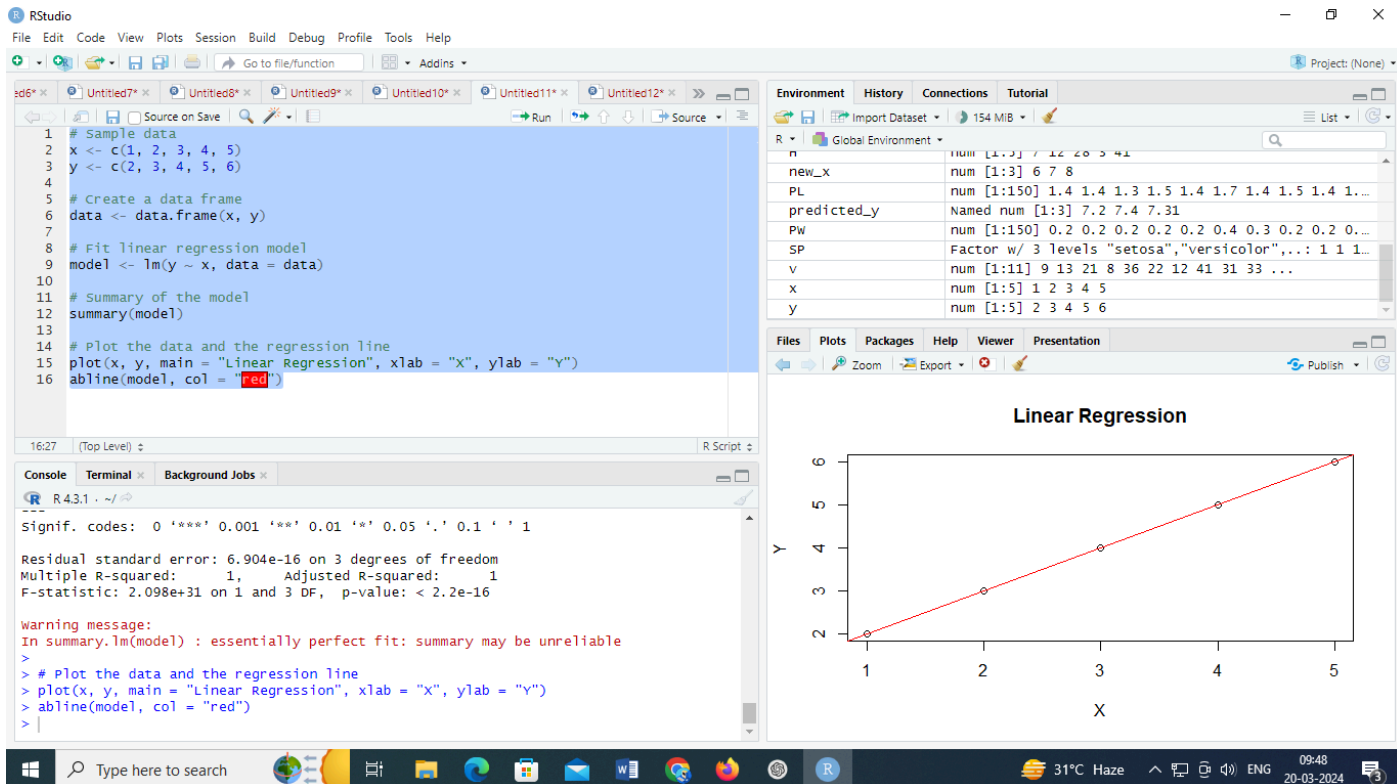 RStudio
File Edit Code View Plots Session Build Debug Profile Tools Help
Go to file/function
Addins
Project: (None)
ed6* Untitled7* Untitled8* Untitled9* Untitled10* Untitled11* Untitled12*
Source on Save
Run
Source
1 # Sample data
2 x <- c(1, 2, 3, 4, 5)
3 y <- c(2, 3, 4, 5, 6)
4
5 # Create a data frame
6 data <- data.frame(x, y)
7
8 # Fit linear regression model
9 model <- lm(y ~ x, data = data)
10
11 # Summary of the model
12 summary(model)
13
14 # Plot the data and the regression line
15 plot(x, y, main = "Linear Regression", xlab = "X", ylab = "Y")
16 abline(model, col = "red")
16:27 (Top Level) R Script
Console Terminal Background Jobs
R 4.3.1 · ~/
---
Signif. codes:  0 ‘***’ 0.001 ‘**’ 0.01 ‘*’ 0.05 ‘.’ 0.1 ‘ ’ 1
Residual standard error: 6.904e-16 on 3 degrees of freedom
Multiple R-squared:      1,     Adjusted R-squared:      1
F-statistic: 2.098e+31 on 1 and 3 DF,  p-value: < 2.2e-16
Warning message:
In summary.lm(model) : essentially perfect fit: summary may be unreliable
>
> # Plot the data and the regression line
> plot(x, y, main = "Linear Regression", xlab = "X", ylab = "Y")
> abline(model, col = "red")
>
Environment History Connections Tutorial
Import Dataset 154 MiB List
R Global Environment
new_x num [1:3] 6 7 8
PL num [1:150] 1.4 1.4 1.3 1.5 1.4 1.7 1.4 1.5 1.4 1.…
predicted_y Named num [1:3] 7.2 7.4 7.31
PW num [1:150] 0.2 0.2 0.2 0.2 0.2 0.4 0.3 0.2 0.2 0.…
SP Factor w/ 3 levels "setosa","versicolor",..: 1 1 1…
v num [1:11] 9 13 21 8 36 22 12 41 31 33 ...
x num [1:5] 1 2 3 4 5
y num [1:5] 2 3 4 5 6
Files Plots Packages Help Viewer Presentation
Zoom Export Publish
Linear Regression
Y
6
5
4
3
2
1 2 3 4 5
X
Type here to search
31°C Haze ENG
09:48
20-03-2024
3